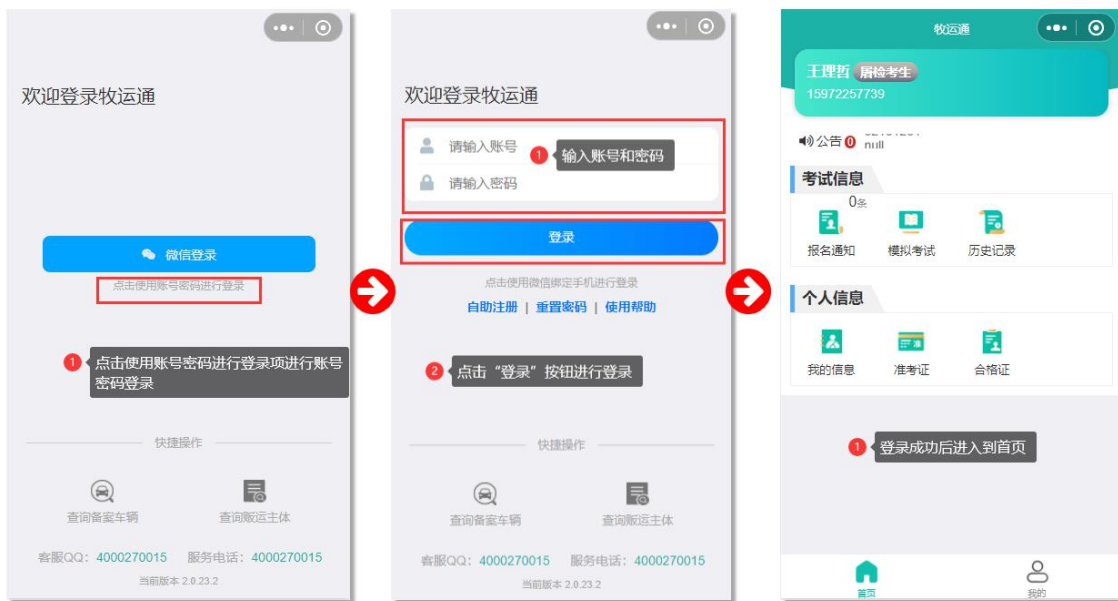 欢迎登录牧运通
微信登录
点击使用账号密码进行登录
1
点击使用账号密码进行登录项进行账号
密码登录
快捷操作
查询备案车辆 查询贩运主体
客服QQ：4000270015 服务电话：4000270015
当前版本 2.0.23.2
欢迎登录牧运通
请输入账号
请输入密码
1 输入账号和密码
登录
点击使用微信绑定手机进行登录
自助注册 | 重置密码 | 使用帮助
2 点击“登录”按钮进行登录
快捷操作
查询备案车辆 查询贩运主体
客服QQ：4000270015 服务电话：4000270015
当前版本 2.0.23.2
牧运通
王理哲 屠检考生
15972257739
公告 0
null
考试信息
0条
报名通知 模拟考试 历史记录
个人信息
我的信息 准考证 合格证
1 登录成功后进入到首页
首页 我的